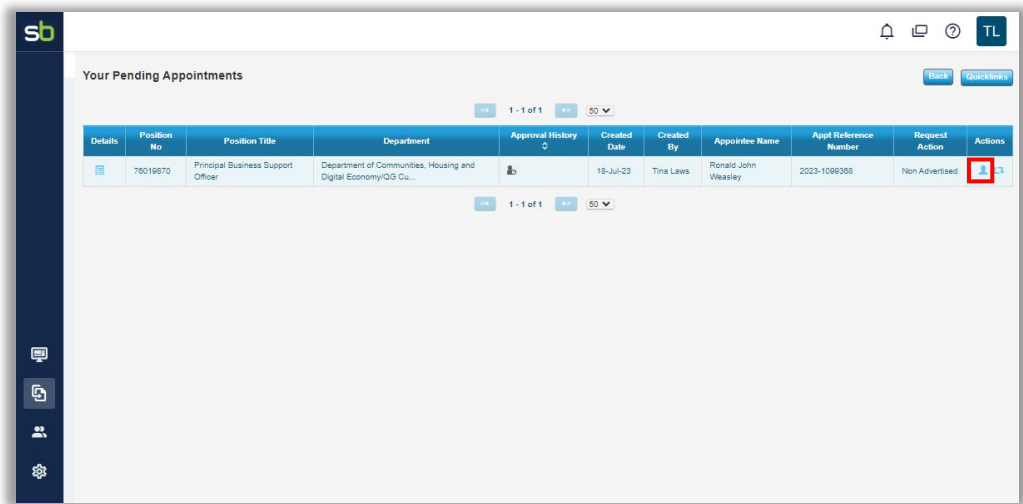 sb
TL
Your Pending Appointments
Back
Quicklinks
1 - 1 of 1
50
Details
Position No
Position Title
Department
Approval History
Created Date
Created By
Appointee Name
Appt Reference Number
Request Action
Actions
76019870
Principal Business Support
Officer
Department of Communities, Housing and
Digital Economy/QG Cu...
18-Jul-23
Tina Laws
Ronald John
Weasley
2023-1099368
Non Advertised
1 - 1 of 1
50